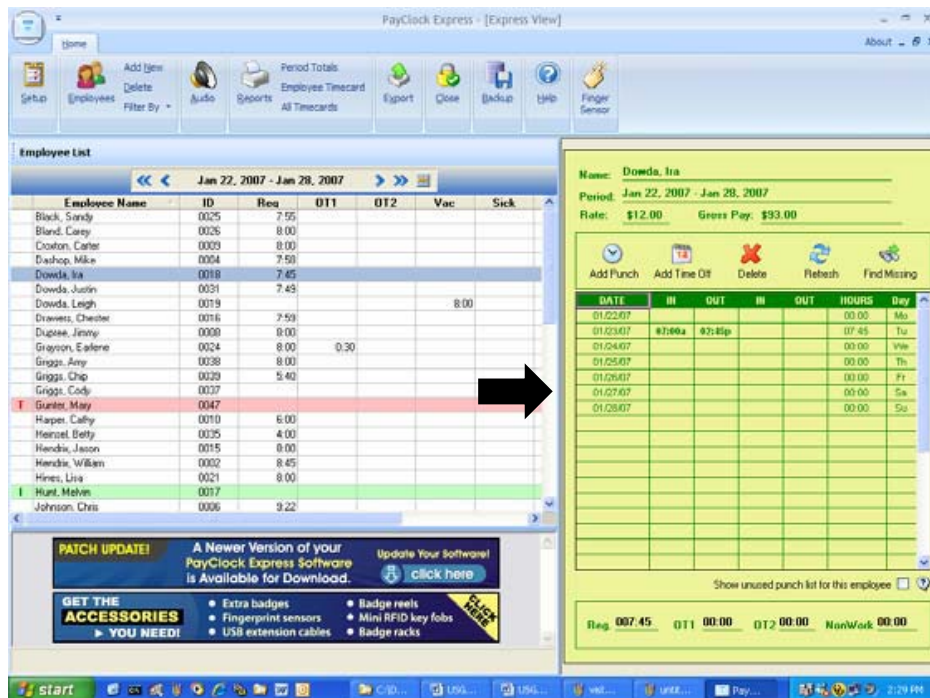 PayClock Express - [Express View]
Home
About
Setup
Employees
Add New
Delete
Filter By
Audio
Reports
Period Totals
Employee Timecard
All Timecards
Export
Close
Backup
Help
Finger Sensor
Employee List
Jan 22, 2007 - Jan 28, 2007
Employee Name ID Reg OT1 OT2 Vac Sick
Black, Sandy 0025 7:55
Bland, Carey 0026 8:00
Croxton, Carter 0009 8:00
Dashop, Mike 0004 7:58
Dowda, Ira 0018 7:45
Dowda, Justin 0031 7:49
Dowda, Leigh 0019 8:00
Drawers, Chester 0016 7:59
Dupree, Jimmy 0008 8:00
Grayson, Earlene 0024 8:00 0:30
Griggs, Amy 0038 8:00
Griggs, Chip 0039 5:40
Griggs, Cody 0037
T Gunter, Mary 0047
Harper, Cathy 0010 6:00
Heinzel, Betty 0035 4:00
Hendrix, Jason 0015 8:00
Hendrix, William 0002 8:45
Hines, Lisa 0021 8:00
I Hunt, Melvin 0017
Johnson, Chris 0006 9:22
PATCH UPDATE!
A Newer Version of your
PayClock Express Software
is Available for Download.
Update Your Software!
click here
GET THE
ACCESSORIES
YOU NEED!
• Extra badges
• Fingerprint sensors
• USB extension cables
• Badge reels
• Mini RFID key fobs
• Badge racks
CLICK HERE
Name: Dowda, Ira
Period: Jan 22, 2007 - Jan 28, 2007
Rate: $12.00 Gross Pay: $93.00
Add Punch
Add Time Off
Delete
Refresh
Find Missing
DATE IN OUT IN OUT HOURS Day
01/22/07 00:00 Mo
01/23/07 07:00a 02:45p 07:45 Tu
01/24/07 00:00 We
01/25/07 00:00 Th
01/26/07 00:00 Fr
01/27/07 00:00 Sa
01/28/07 00:00 Su
Show unused punch list for this employee
Reg 007:45 OT1 00:00 OT2 00:00 NonWork 00:00
start
USG...
USG...
Pay...
2:29 PM